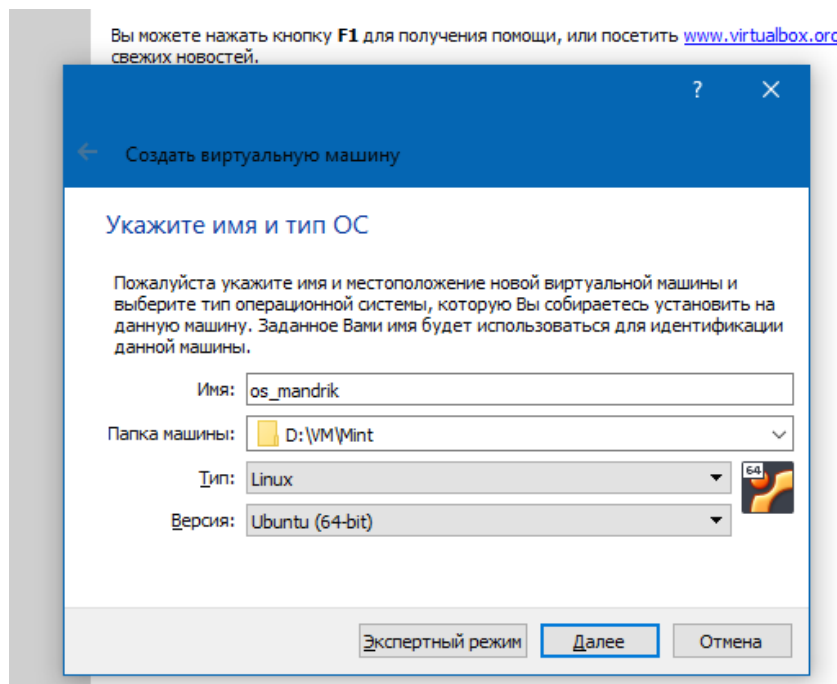 Вы можете нажать кнопку F1 для получения помощи, или посетить www.virtualbox.org
свежих новостей.
?
Создать виртуальную машину
Укажите имя и тип ОС
Пожалуйста укажите имя и местоположение новой виртуальной машины и
выберите тип операционной системы, которую Вы собираетесь установить на
данную машину. Заданное Вами имя будет использоваться для идентификации
данной машины.
Имя: os_mandrik
Папка машины: D:\VM\Mint
Тип: Linux
64
Версия: Ubuntu (64-bit)
Экспертный режим Далее Отмена